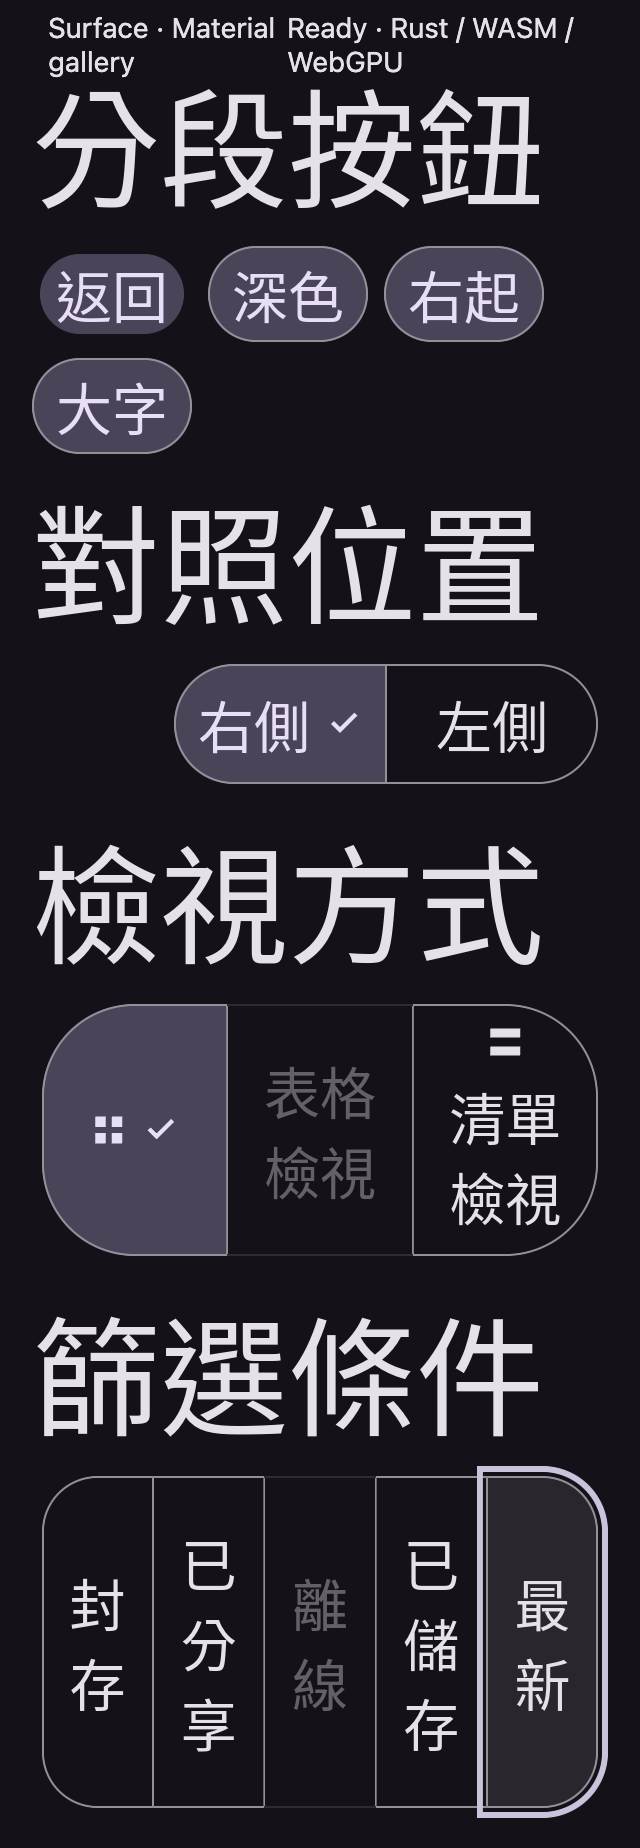 Surface · Material gallery
Ready · Rust / WASM / WebGPU
分段按鈕
返回
深色
右起
大字
對照位置
右側
左側
檢視方式
表格
檢視
清單
檢視
篩選條件
封存
已分享
離線
已儲存
最新